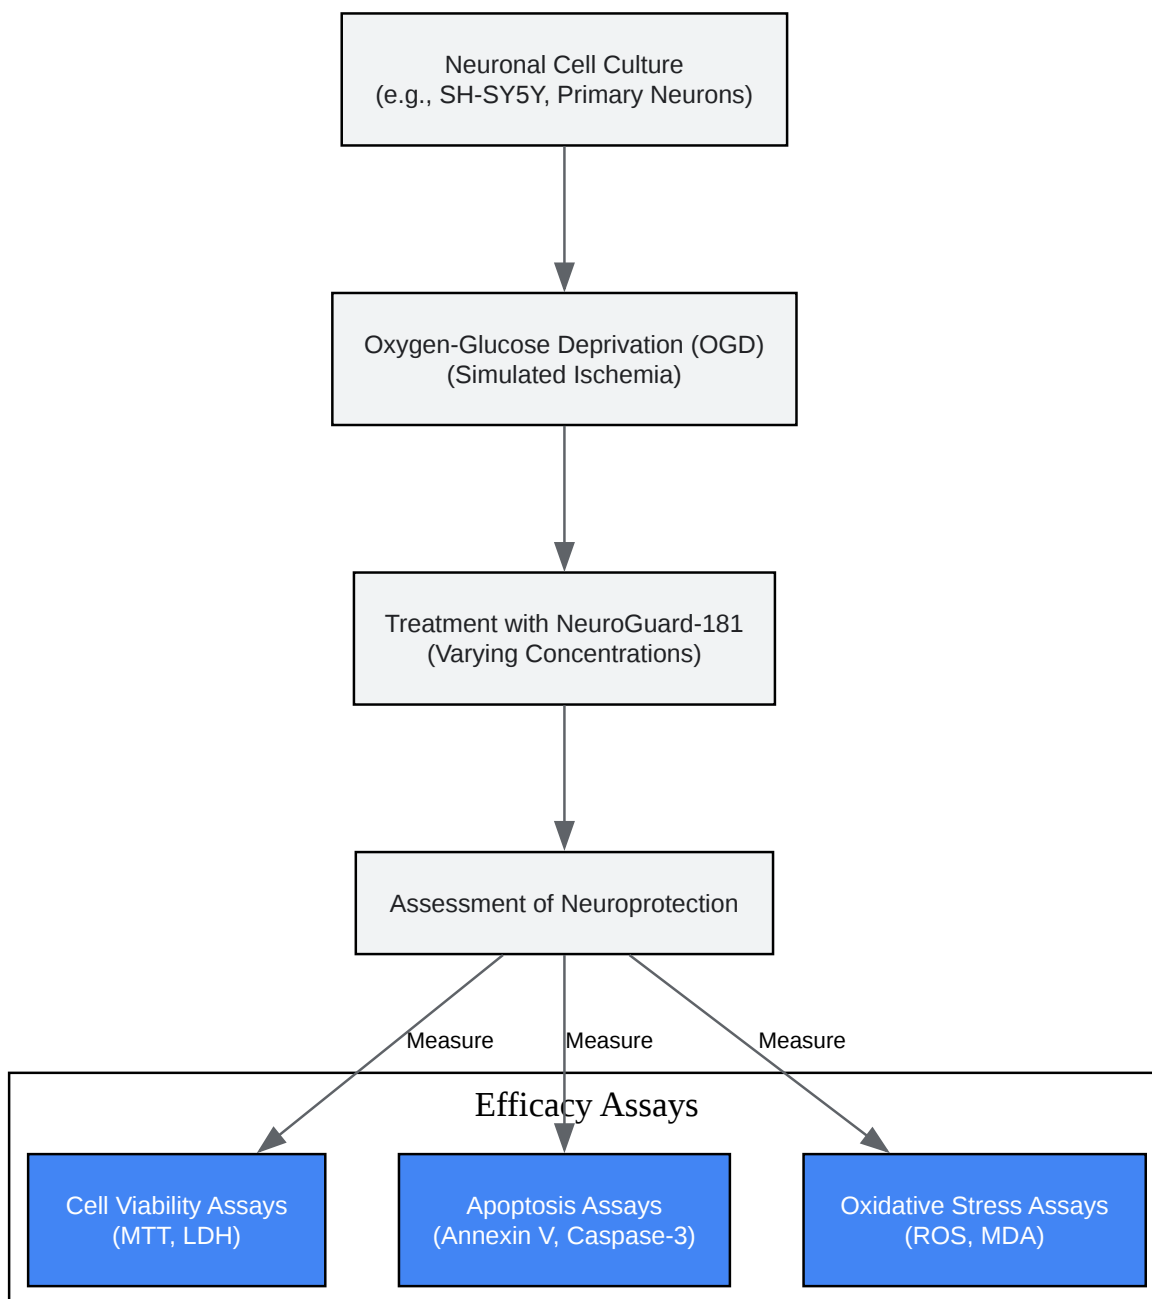 Neuronal Cell Culture
(e.g., SH-SY5Y, Primary Neurons)
Oxygen-Glucose Deprivation (OGD)
(Simulated Ischemia)
Treatment with NeuroGuard-181
(Varying Concentrations)
Assessment of Neuroprotection
Measure
Measure
Measure
Efficacy Assays
Cell Viability Assays
(MTT, LDH)
Apoptosis Assays
(Annexin V, Caspase-3)
Oxidative Stress Assays
(ROS, MDA)